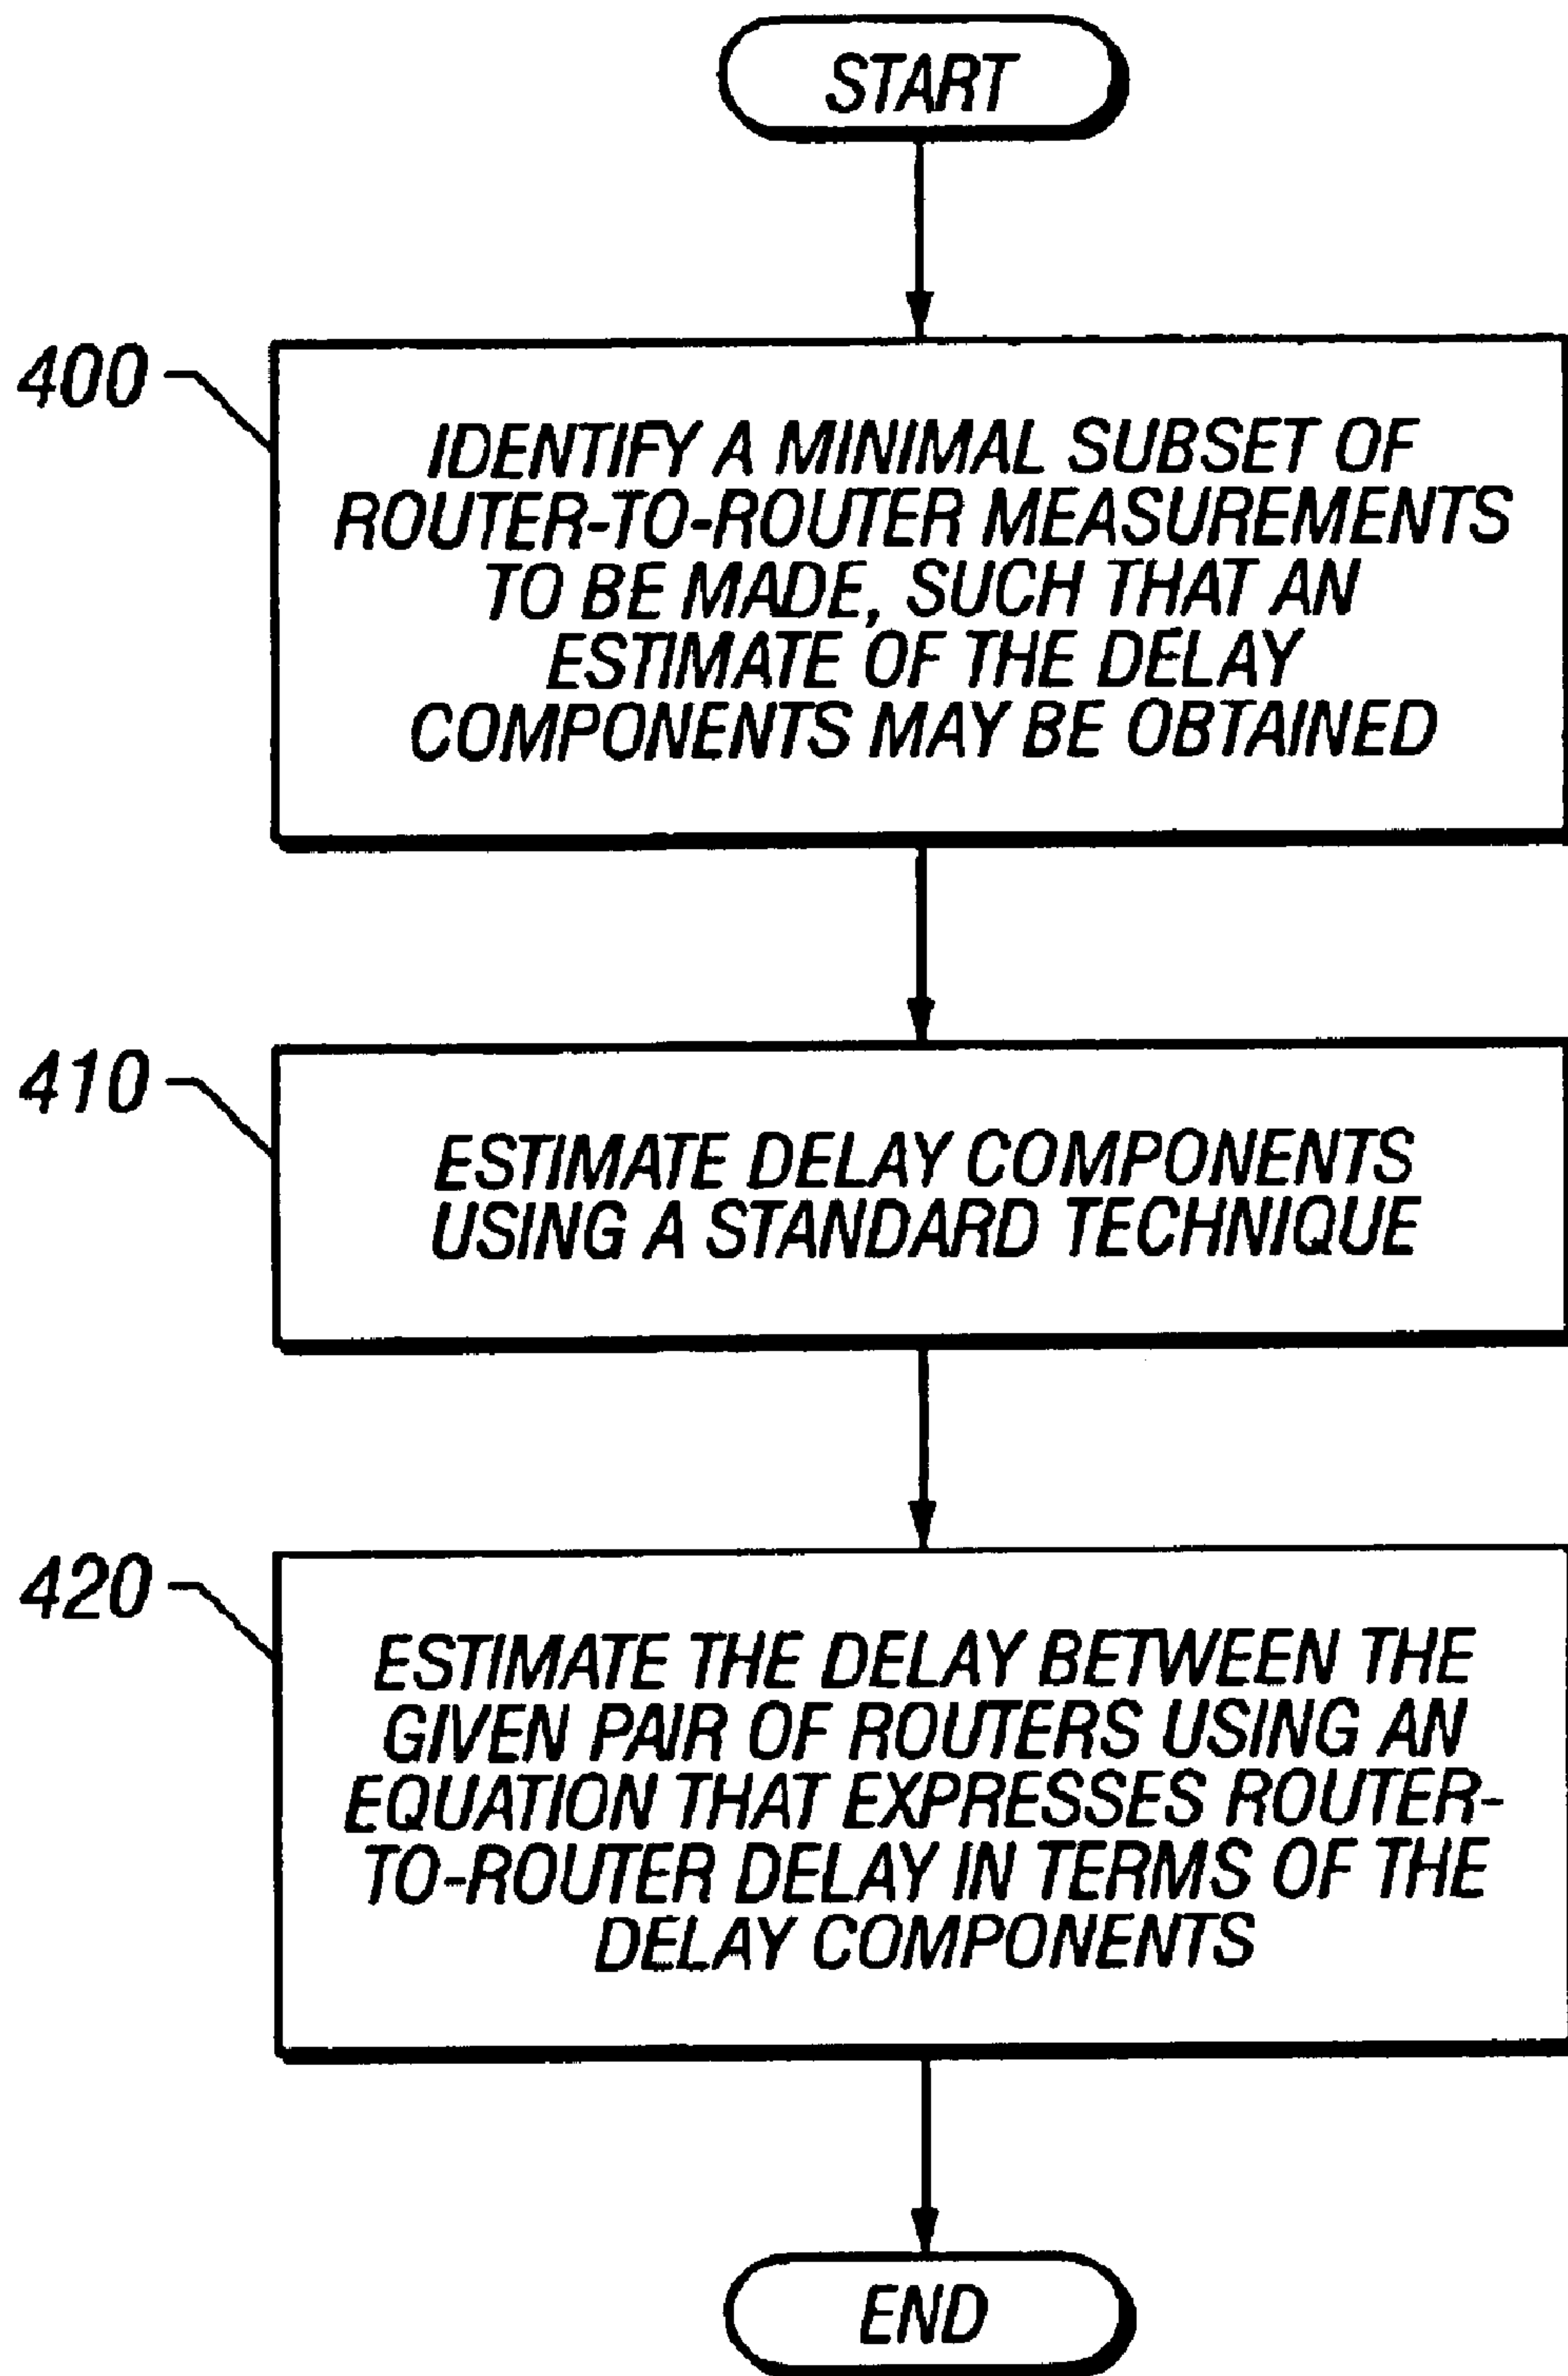 START
400
IDENTIFY A MINIMAL SUBSET OF
ROUTER-TO-ROUTER MEASUREMENTS
TO BE MADE, SUCH THAT AN
ESTIMATE OF THE DELAY
COMPONENTS MAY BE OBTAINED
410
ESTIMATE DELAY COMPONENTS
USING A STANDARD TECHNIQUE
420
ESTIMATE THE DELAY BETWEEN THE
GIVEN PAIR OF ROUTERS USING AN
EQUATION THAT EXPRESSES ROUTER-
TO-ROUTER DELAY IN TERMS OF THE
DELAY COMPONENTS
END